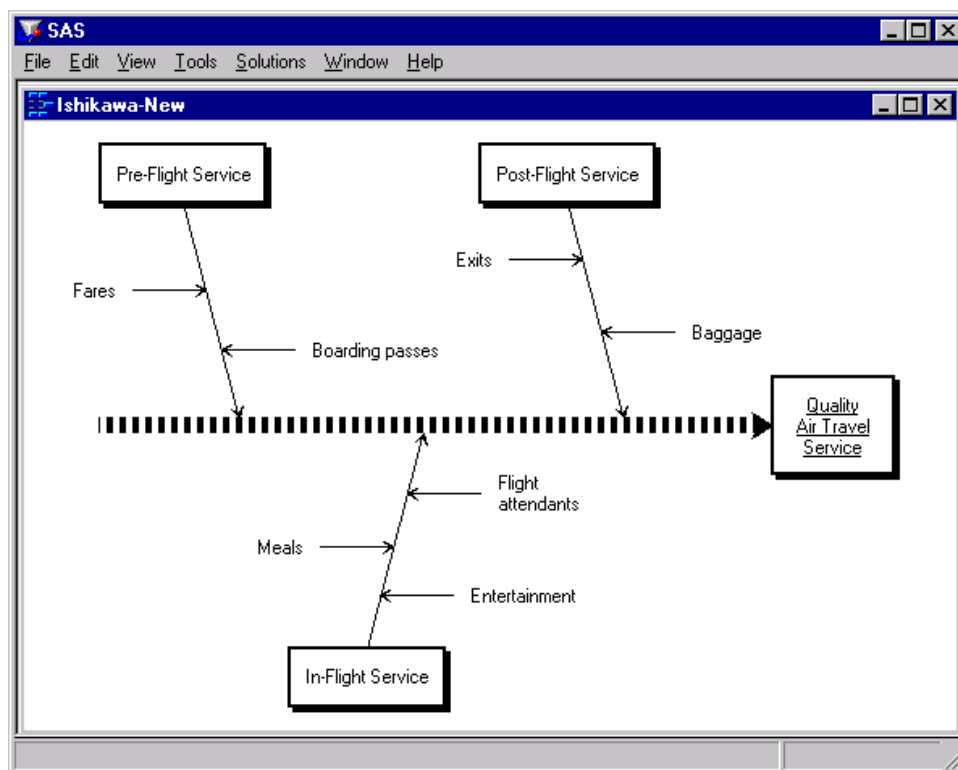 SAS
File Edit View Tools Solutions Window Help
Ishikawa-New
Pre-Flight Service
Post-Flight Service
Exits
Fares
Baggage
Boarding passes
Quality
Air Travel
Service
Flight
attendants
Meals
Entertainment
In-Flight Service